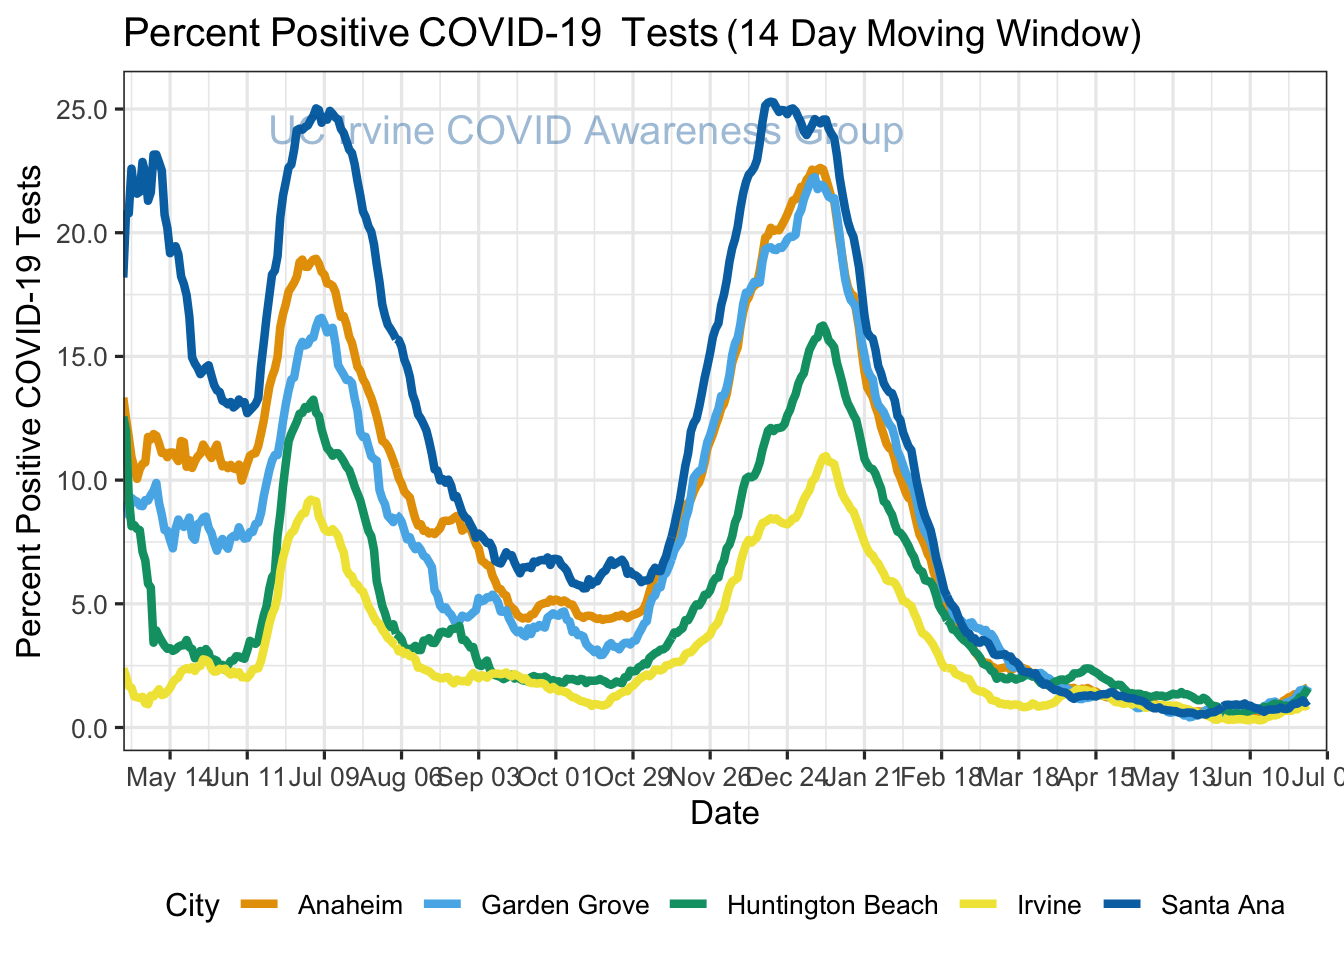 Percent Positive COVID-19 Tests (14 Day Moving Window)
UC Irvine COVID Awareness Group
Percent Positive COVID-19 Tests
25.0
20.0
15.0
10.0
5.0
0.0
May 14 Jun 11 Jul 09 Aug 06 Sep 03 Oct 01 Oct 29 Nov 26 Dec 24 Jan 21 Feb 18 Mar 18 Apr 15 May 13 Jun 10 Jul 0
Date
City Anaheim Garden Grove Huntington Beach Irvine Santa Ana